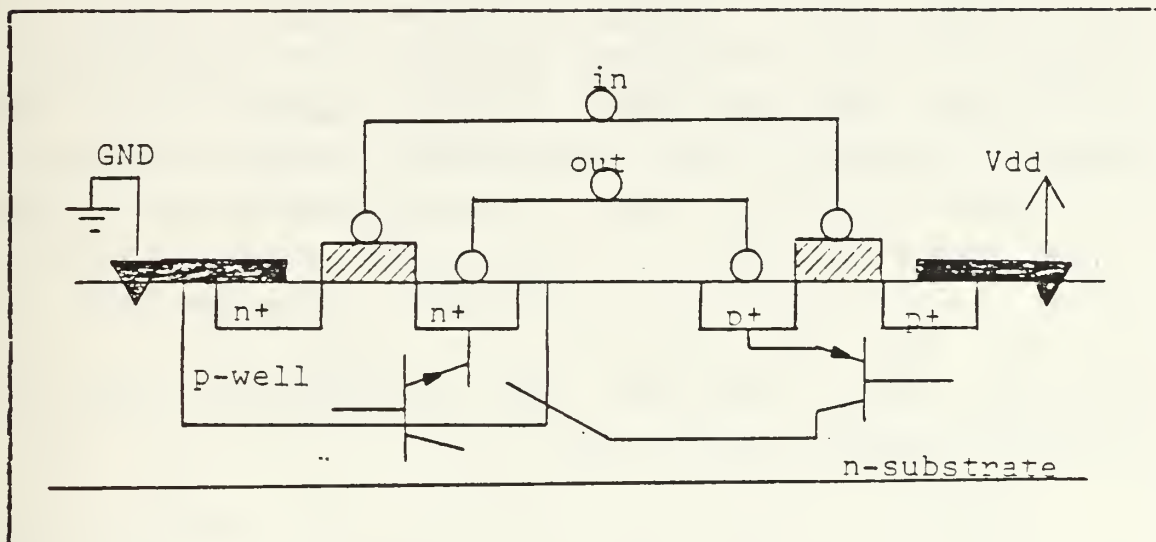 in
out
GND
Vdd
n+
n+
p+
p+
p-well
n-substrate